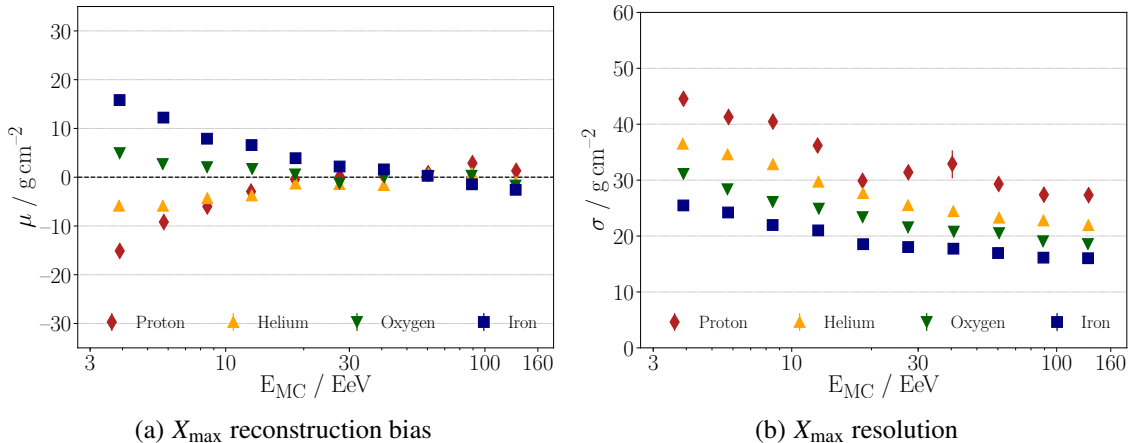 μ / g cm⁻²
30
20
10
0
−10
−20
−30
Proton Helium Oxygen Iron
3 10 30 100 160
E_MC / EeV
(a) X_max reconstruction bias
σ / g cm⁻²
60
50
40
30
20
10
0
Proton Helium Oxygen Iron
3 10 30 100 160
E_MC / EeV
(b) X_max resolution